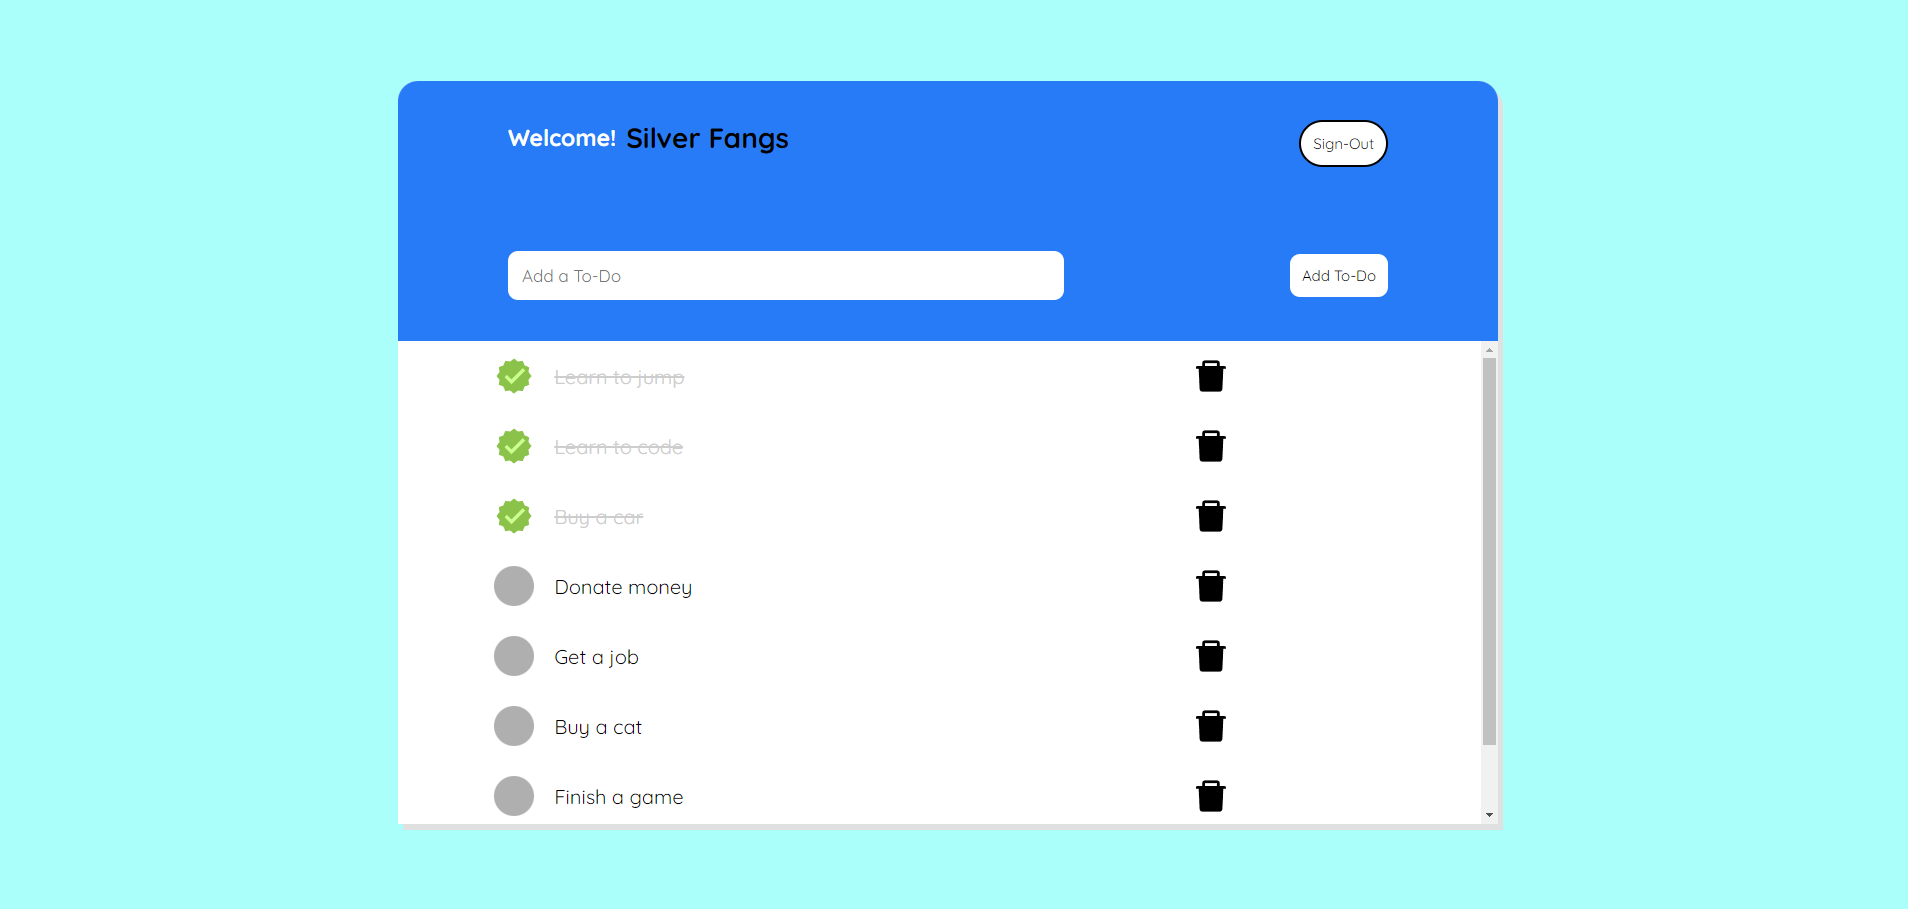 Welcome! Silver Fangs
Sign-Out
Add a To-Do
Add To-Do
Learn to jump
Learn to code
Buy a car
Donate money
Get a job
Buy a cat
Finish a game